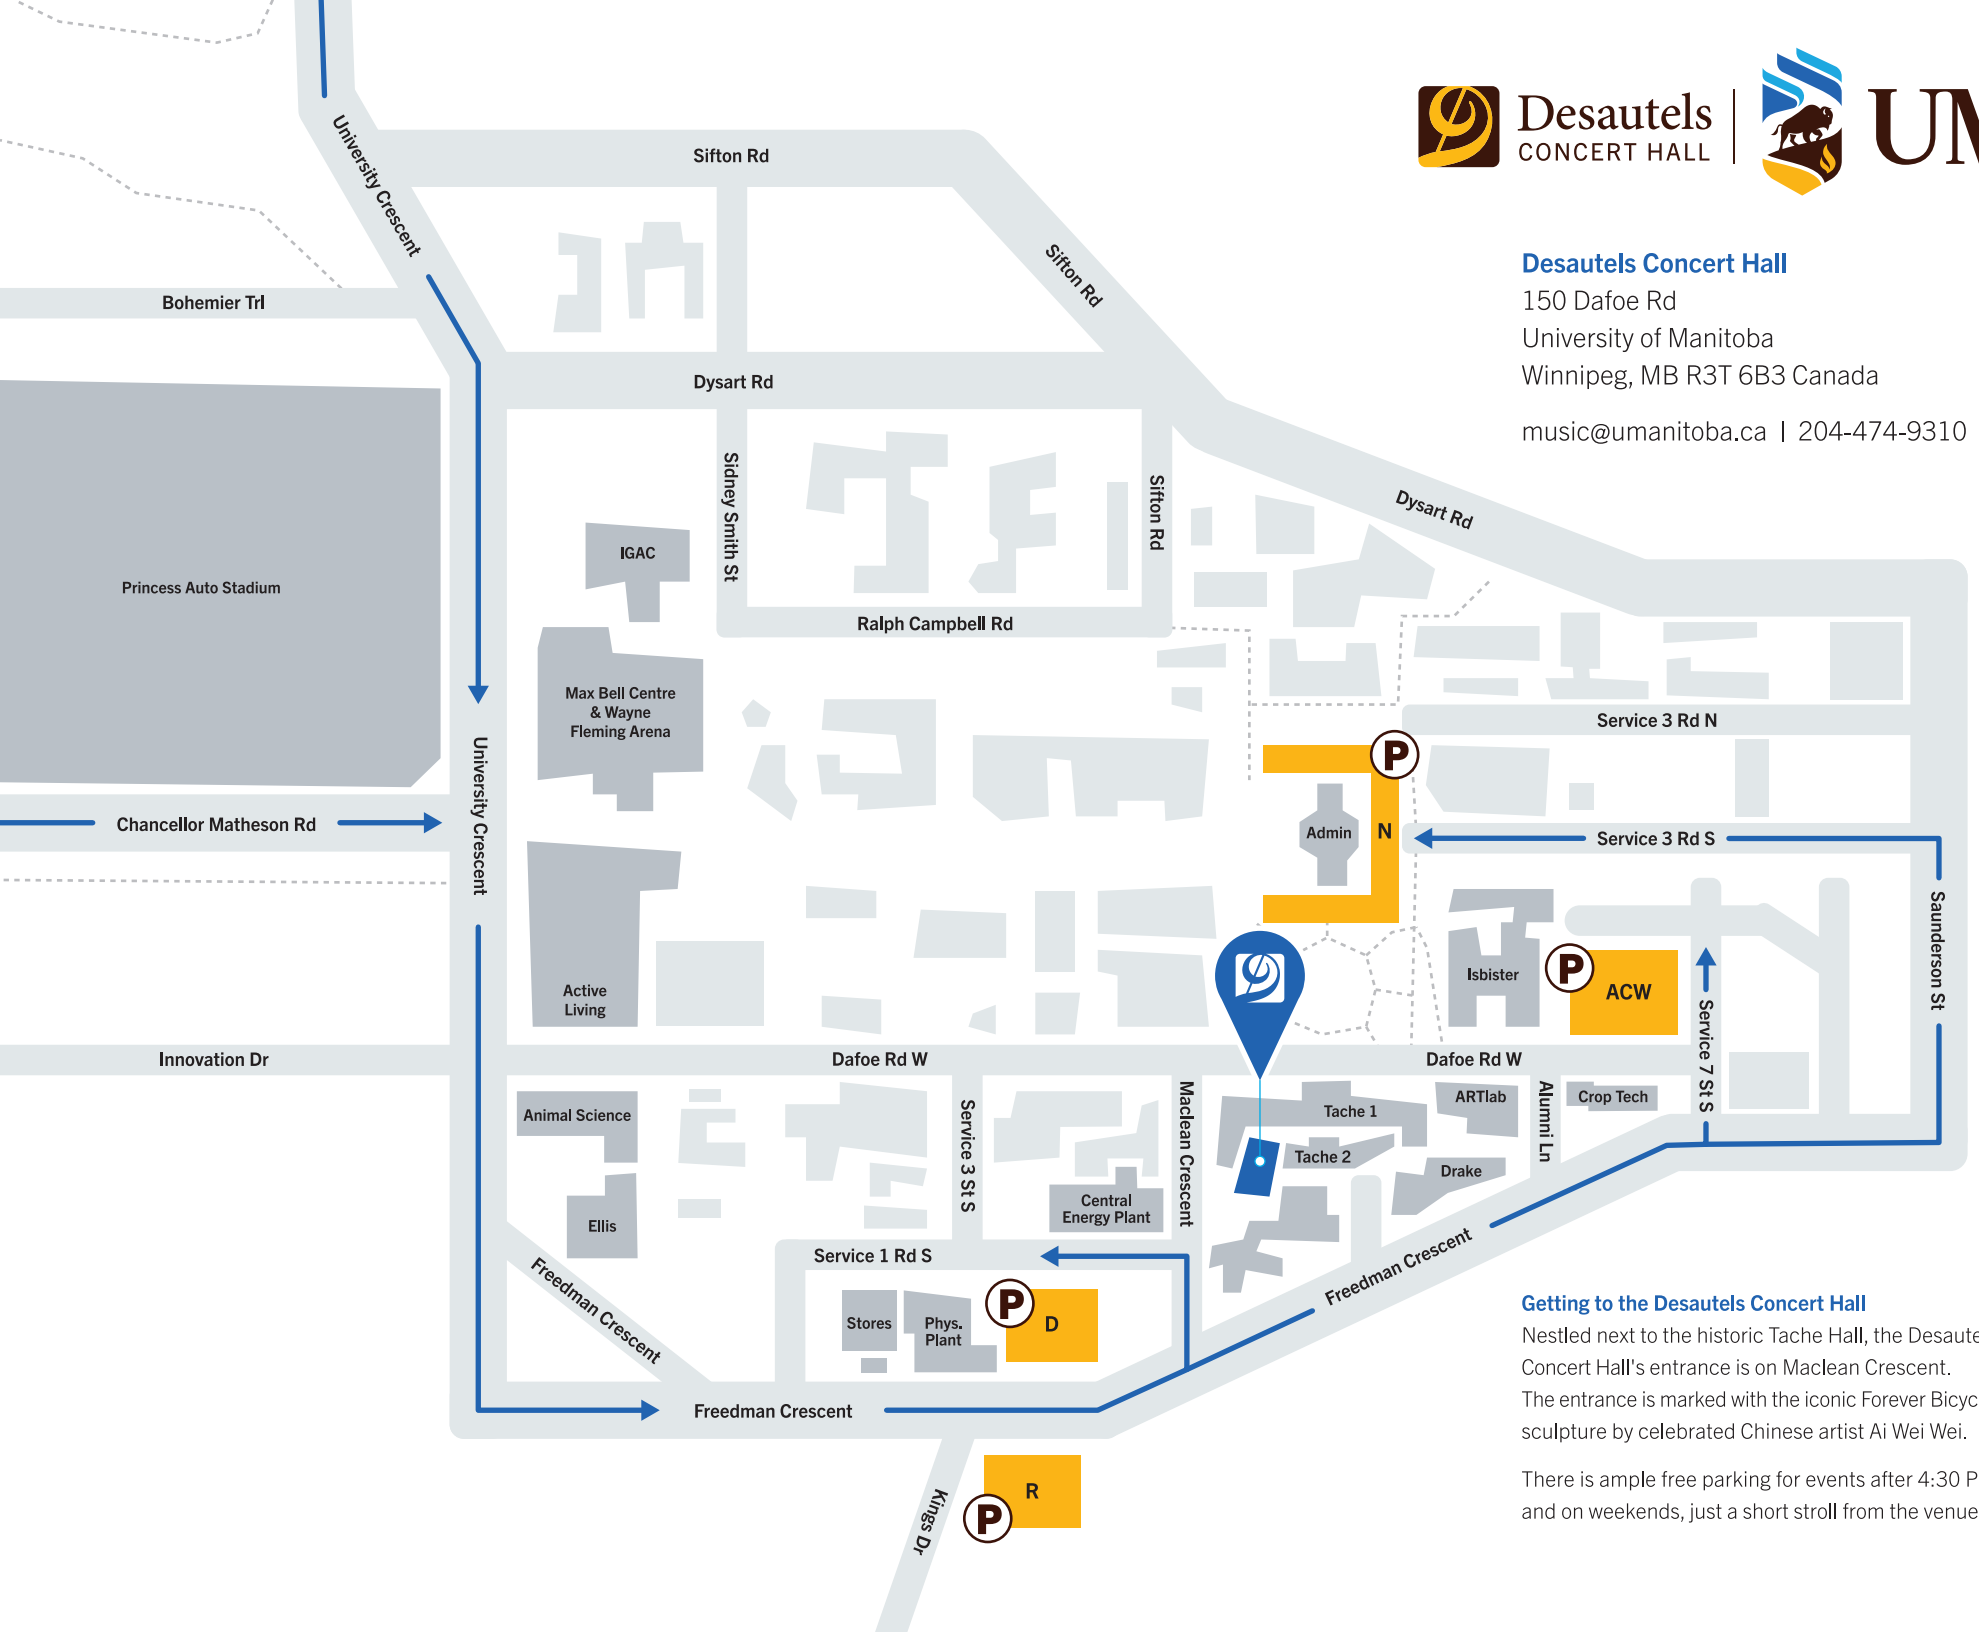 Desautels
CONCERT HALL
Desautels Concert Hall
150 Dafoe Rd
University of Manitoba
Winnipeg, MB R3T 6B3 Canada
music@umanitoba.ca | 204-474-9310
University Crescent
Sifton Rd
Sifton Rd
Bohemier Trl
Dysart Rd
Sidney Smith St
Sifton Rd
Dysart Rd
IGAC
Princess Auto Stadium
Ralph Campbell Rd
Max Bell Centre
& Wayne
Fleming Arena
Service 3 Rd N
P
University Crescent
Chancellor Matheson Rd
Admin
N
Service 3 Rd S
Saunderson St
Active
Living
Isbister
P
ACW
Service 7 St S
Innovation Dr
Dafoe Rd W
Dafoe Rd W
Animal Science
Service 3 St S
Maclean Crescent
Tache 1
ARTlab
Alumni Ln
Crop Tech
Tache 2
Drake
Ellis
Central
Energy Plant
Freedman Crescent
Service 1 Rd S
Freedman Crescent
Stores
Phys.
Plant
P
D
Freedman Crescent
Kings Dr
R
P
Getting to the Desautels Concert Hall
Nestled next to the historic Tache Hall, the
Concert Hall's entrance is on Maclean Crescent.
The entrance is marked with the iconic Forever
sculpture by celebrated Chinese artist Ai Wei Wei.
There is ample free parking for events after 4:30
and on weekends, just a short stroll from the venue